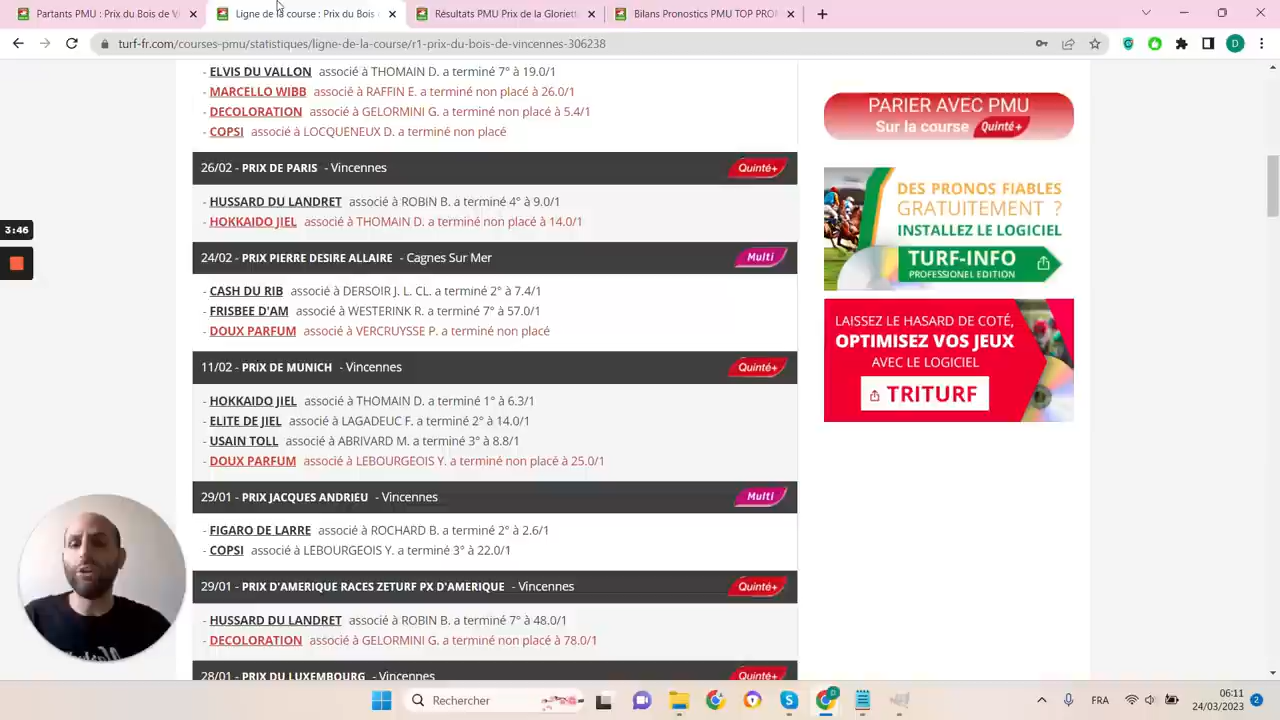 Prix du Bois de V
Ligne de la course : Prix du Bois
Résultats PMU de la Gloriette
Bilans Pronostics PMU TOP PRO
turf-fr.com/courses-pmu/statistiques/ligne-de-la-course/r1-prix-du-bois-de-vincennes-306238
D
- ELVIS DU VALLON associé à THOMAIN D. a terminé 7° à 19.0/1
- MARCELLO WIBB associé à RAFFIN E. a terminé non placé à 26.0/1
- DECOLORATION associé à GELORMINI G. a terminé non placé à 5.4/1
- COPSI associé à LOCQUENEUX D. a terminé non placé
26/02 - PRIX DE PARIS - Vincennes Quinté+
- HUSSARD DU LANDRET associé à ROBIN B. a terminé 4° à 9.0/1
- HOKKAIDO JIEL associé à THOMAIN D. a terminé non placé à 14.0/1
24/02 - PRIX PIERRE DESIRE ALLAIRE - Cagnes Sur Mer Multi
- CASH DU RIB associé à DERSOIR J. L. CL. a terminé 2° à 7.4/1
- FRISBEE D'AM associé à WESTERINK R. a terminé 7° à 57.0/1
- DOUX PARFUM associé à VERCRUYSSE P. a terminé non placé
11/02 - PRIX DE MUNICH - Vincennes Quinté+
- HOKKAIDO JIEL associé à THOMAIN D. a terminé 1° à 6.3/1
- ELITE DE JIEL associé à LAGADEUC F. a terminé 2° à 14.0/1
- USAIN TOLL associé à ABRIVARD M. a terminé 3° à 8.8/1
- DOUX PARFUM associé à LEBOURGEOIS Y. a terminé non placé à 25.0/1
29/01 - PRIX JACQUES ANDRIEU - Vincennes Multi
- FIGARO DE LARRE associé à ROCHARD B. a terminé 2° à 2.6/1
- COPSI associé à LEBOURGEOIS Y. a terminé 3° à 22.0/1
29/01 - PRIX D'AMERIQUE RACES ZETURF PX D'AMERIQUE - Vincennes Quinté+
- HUSSARD DU LANDRET associé à ROBIN B. a terminé 7° à 48.0/1
- DECOLORATION associé à GELORMINI G. a terminé non placé à 78.0/1
28/01 - PRIX DU LUXEMBOURG - Vincennes Quinté+
PARIER AVEC PMU
Sur la course Quinté+
DES PRONOS FIABLES
GRATUITEMENT ?
INSTALLEZ LE LOGICIEL
TURF-INFO
PROFESSIONEL EDITION
LAISSEZ LE HASARD DE COTÉ,
OPTIMISEZ VOS JEUX
AVEC LE LOGICIEL
TRITURF
3:46
Rechercher
FRA
06:11
24/03/2023
2